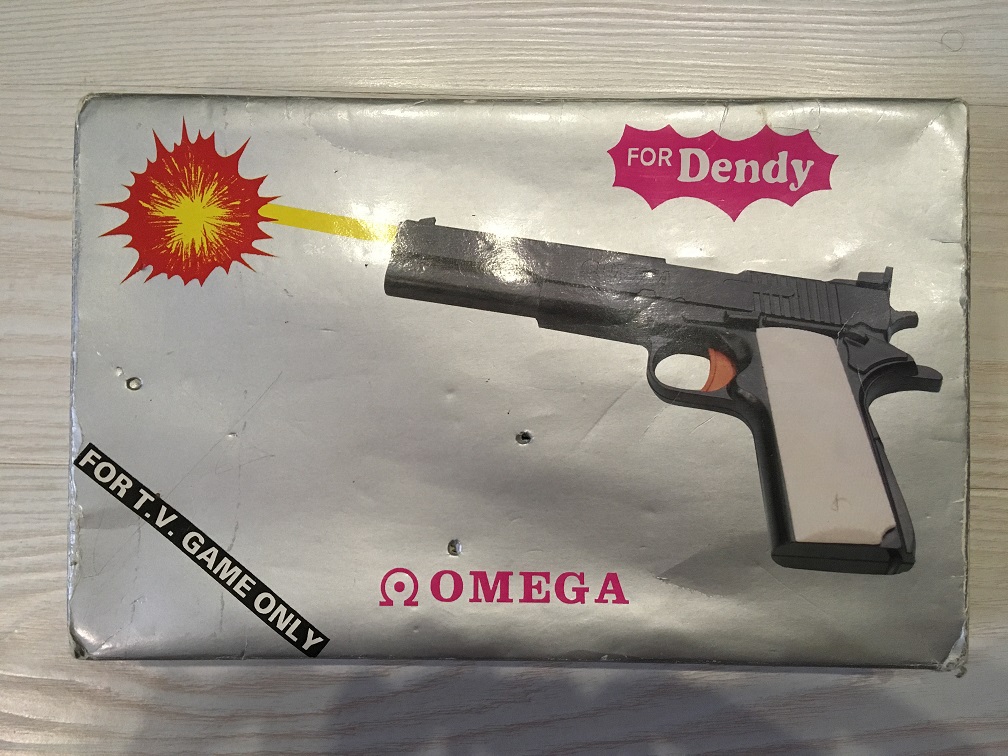 FOR Dendy
FOR T.V. GAME ONLY
Ω OMEGA